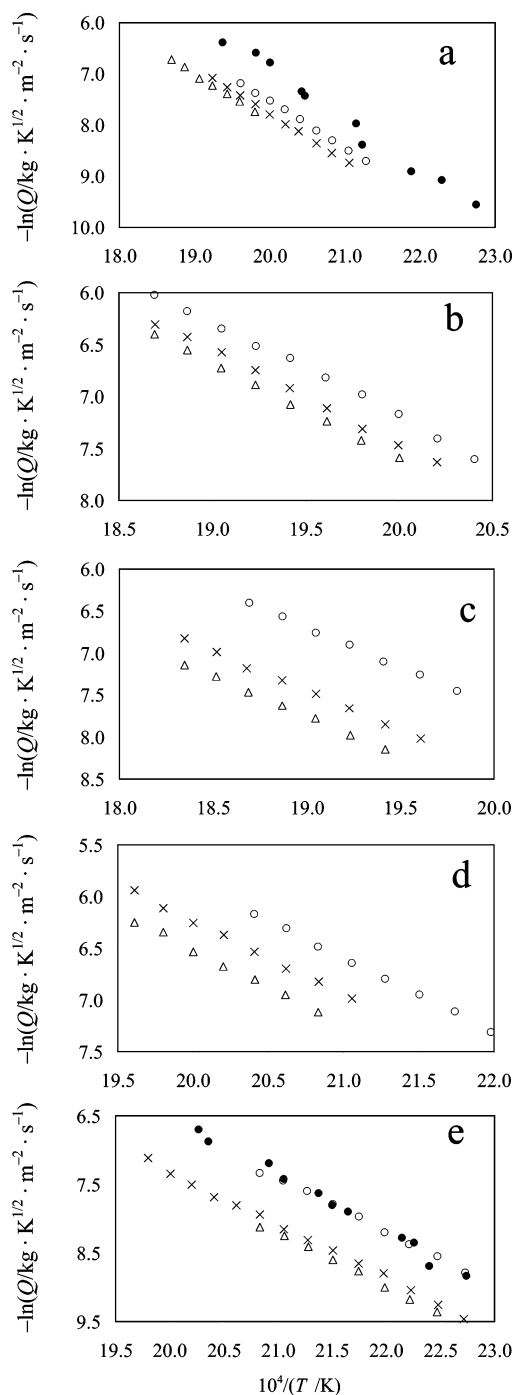 −ln(Q/kg · K^{1/2} · m^{−2} · s^{−1})
6.0
7.0
8.0
9.0
10.0
a
18.0 19.0 20.0 21.0 22.0 23.0
−ln(Q/kg · K^{1/2} · m^{−2} · s^{−1})
6.0
6.5
7.0
7.5
8.0
b
18.5 19.0 19.5 20.0 20.5
−ln(Q/kg · K^{1/2} · m^{−2} · s^{−1})
6.0
6.5
7.0
7.5
8.0
8.5
c
18.0 18.5 19.0 19.5 20.0
−ln(Q/kg · K^{1/2} · m^{−2} · s^{−1})
5.5
6.0
6.5
7.0
7.5
d
19.5 20.0 20.5 21.0 21.5 22.0
−ln(Q/kg · K^{1/2} · m^{−2} · s^{−1})
6.5
7.5
8.5
9.5
e
19.5 20.0 20.5 21.0 21.5 22.0 22.5 23.0
10^4/(T /K)